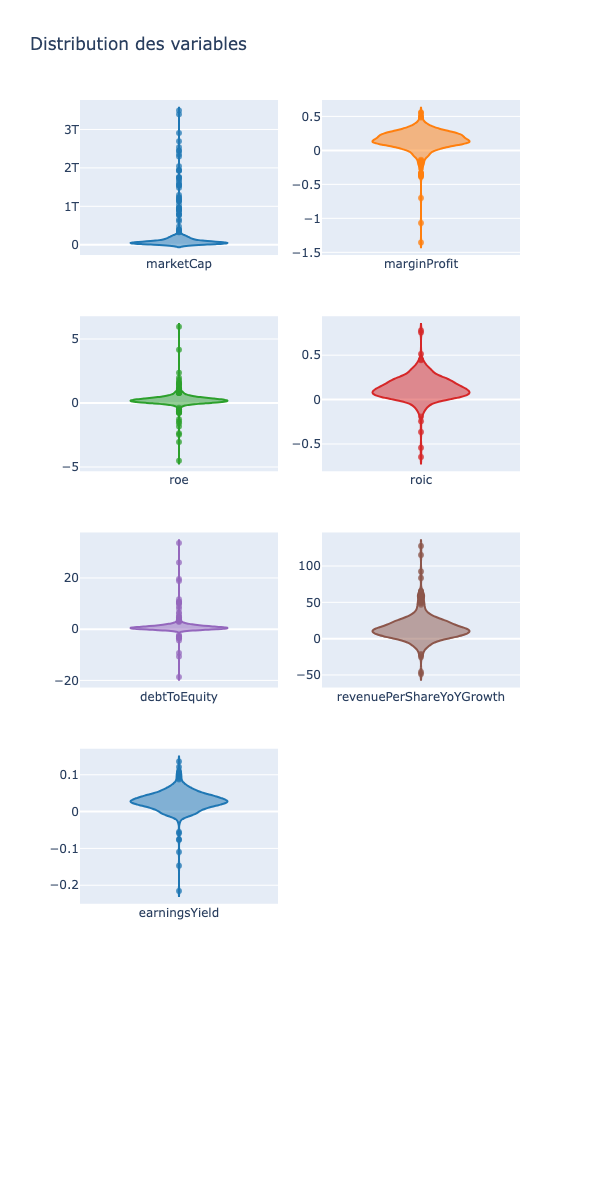 Distribution des variables
3T
2T
1T
0
marketCap
0.5
0
−0.5
−1
−1.5
marginProfit
5
0
−5
roe
0.5
0
−0.5
roic
20
0
−20
debtToEquity
100
50
0
−50
revenuePerShareYoYGrowth
0.1
0
−0.1
−0.2
earningsYield